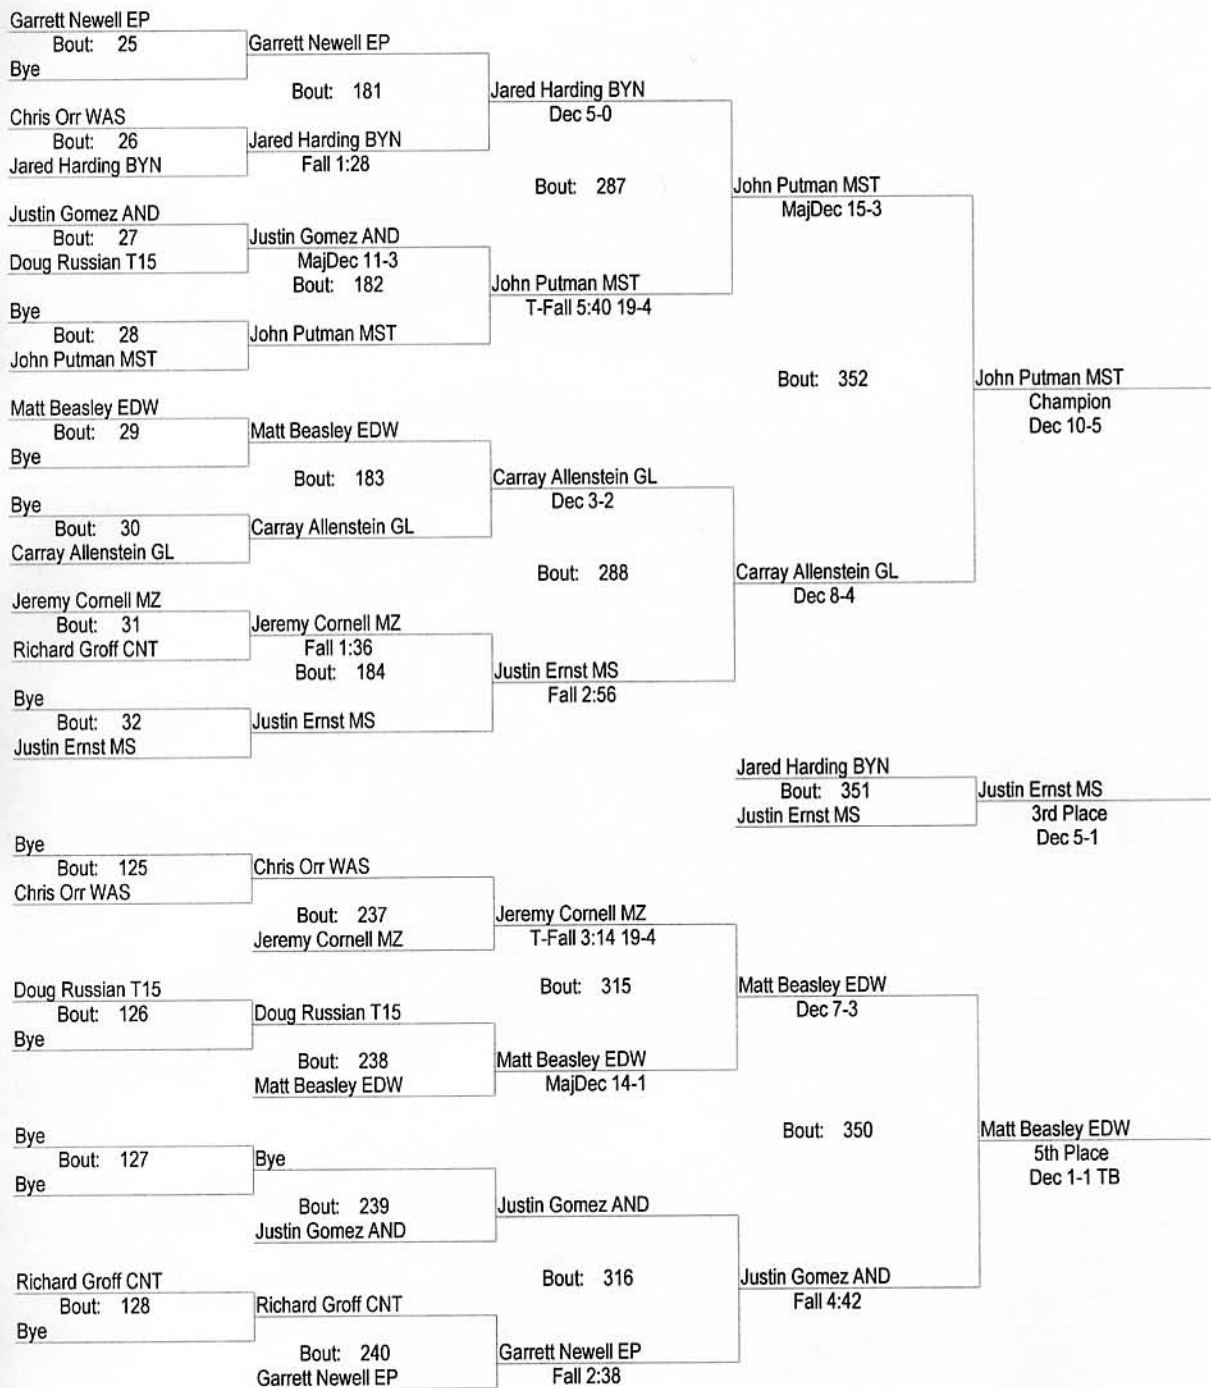 Garrett Newell EP
Bout: 25
Bye
Garrett Newell EP
Bout: 181
Chris Orr WAS
Bout: 26
Jared Harding BYN
Jared Harding BYN
Fall 1:28
Jared Harding BYN
Dec 5-0
Bout: 287
Justin Gomez AND
Bout: 27
Doug Russian T15
Justin Gomez AND
MajDec 11-3
Bout: 182
Bye
Bout: 28
John Putman MST
John Putman MST
John Putman MST
T-Fall 5:40 19-4
John Putman MST
MajDec 15-3
Bout: 352
Matt Beasley EDW
Bout: 29
Bye
Matt Beasley EDW
Bout: 183
Bye
Bout: 30
Carray Allenstein GL
Carray Allenstein GL
Carray Allenstein GL
Dec 3-2
Bout: 288
Jeremy Cornell MZ
Bout: 31
Richard Groff CNT
Jeremy Cornell MZ
Fall 1:36
Bout: 184
Bye
Bout: 32
Justin Ernst MS
Justin Ernst MS
Justin Ernst MS
Fall 2:56
Carray Allenstein GL
Dec 8-4
John Putman MST
Champion
Dec 10-5
Jared Harding BYN
Bout: 351
Justin Ernst MS
Justin Ernst MS
3rd Place
Dec 5-1
Bye
Bout: 125
Chris Orr WAS
Chris Orr WAS
Bout: 237
Jeremy Cornell MZ
Jeremy Cornell MZ
T-Fall 3:14 19-4
Bout: 315
Doug Russian T15
Bout: 126
Bye
Doug Russian T15
Bout: 238
Matt Beasley EDW
Matt Beasley EDW
MajDec 14-1
Matt Beasley EDW
Dec 7-3
Bout: 350
Bye
Bout: 127
Bye
Bye
Bout: 239
Justin Gomez AND
Justin Gomez AND
Bout: 316
Richard Groff CNT
Bout: 128
Bye
Richard Groff CNT
Bout: 240
Garrett Newell EP
Garrett Newell EP
Fall 2:38
Justin Gomez AND
Fall 4:42
Matt Beasley EDW
5th Place
Dec 1-1 TB